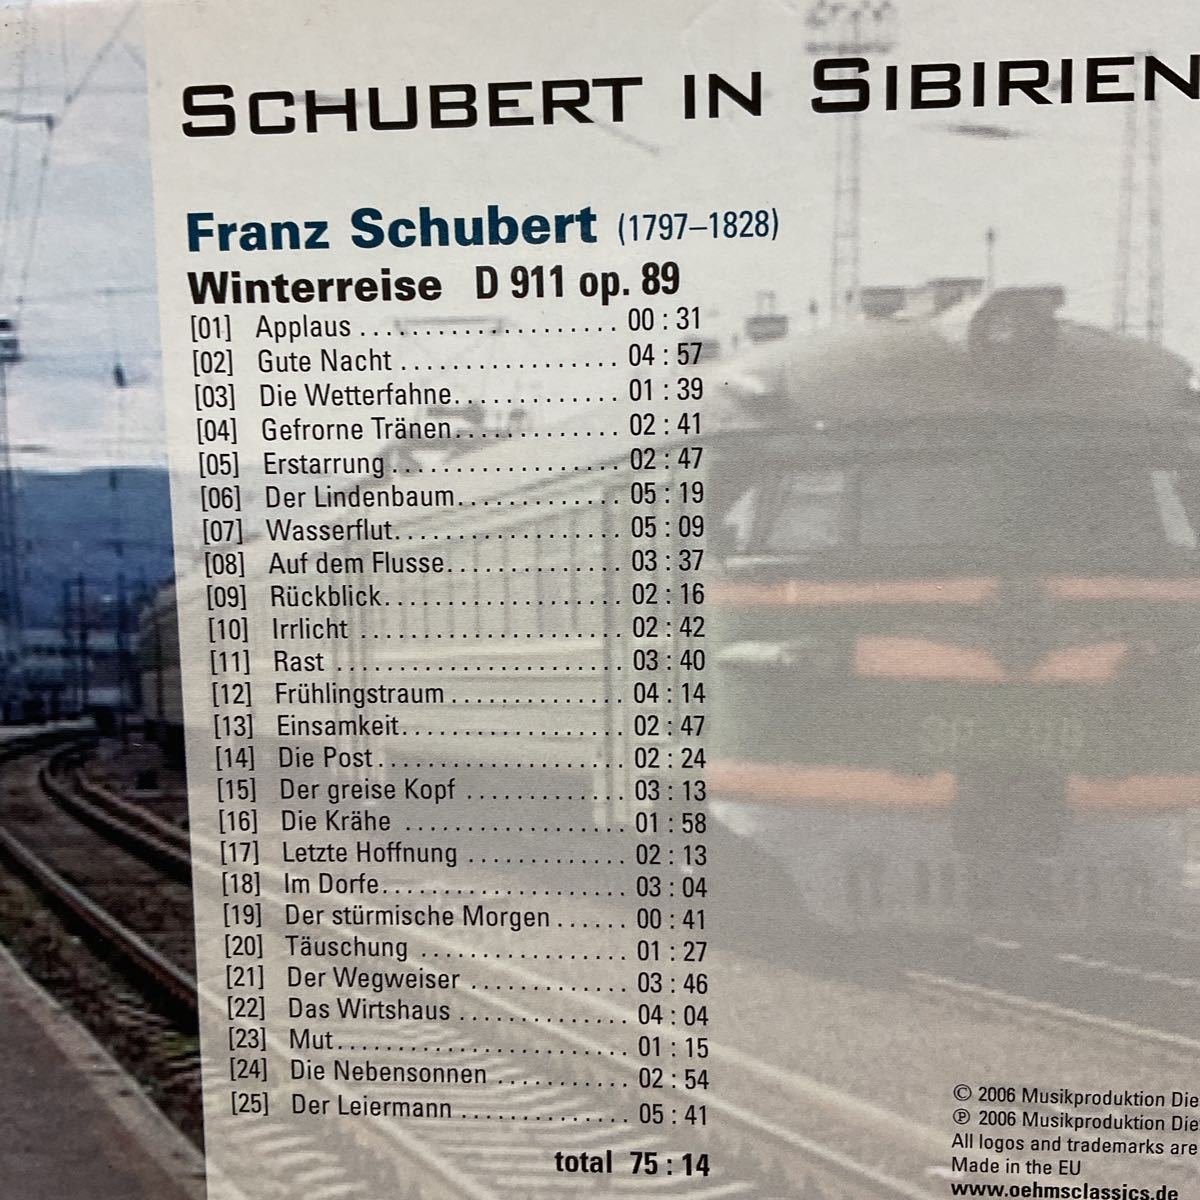 SCHUBERT IN SIBIRIEN
Franz Schubert (1797–1828)
Winterreise D 911 op. 89
[01] Applaus .................... 00 : 31
[02] Gute Nacht ................. 04 : 57
[03] Die Wetterfahne............. 01 : 39
[04] Gefrorne Tränen............. 02 : 41
[05] Erstarrung .................. 02 : 47
[06] Der Lindenbaum............. 05 : 19
[07] Wasserflut.................. 05 : 09
[08] Auf dem Flusse.............. 03 : 37
[09] Rückblick................... 02 : 16
[10] Irrlicht .................... 02 : 42
[11] Rast ...................... 03 : 40
[12] Frühlingstraum .............. 04 : 14
[13] Einsamkeit.................. 02 : 47
[14] Die Post.................... 02 : 24
[15] Der greise Kopf ............. 03 : 13
[16] Die Krähe .................. 01 : 58
[17] Letzte Hoffnung ............. 02 : 13
[18] Im Dorfe.................... 03 : 04
[19] Der stürmische Morgen ...... 00 : 41
[20] Täuschung ................. 01 : 27
[21] Der Wegweiser ............. 03 : 46
[22] Das Wirtshaus .............. 04 : 04
[23] Mut........................ 01 : 15
[24] Die Nebensonnen ........... 02 : 54
[25] Der Leiermann .............. 05 : 41
total 75 : 14
© 2006 Musikproduktion Die
℗ 2006 Musikproduktion Die
All logos and trademarks are
Made in the EU
www.oehmsclassics.de